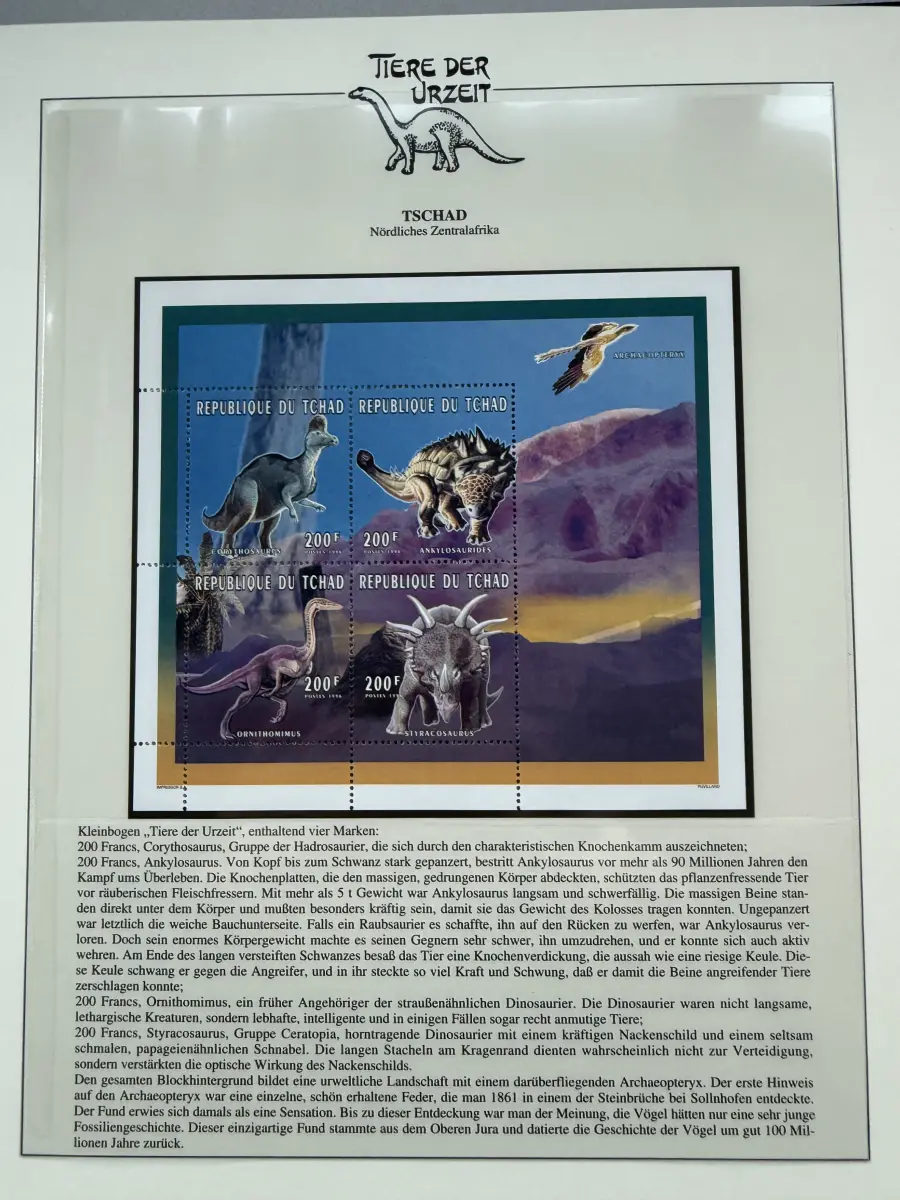 TIERE DER
URZEIT
TSCHAD
Nördliches Zentralafrika
ARCHAEOPTERYX
REPUBLIQUE DU TCHAD
REPUBLIQUE DU TCHAD
200F
POSTES 1996
CORYTHOSAURUS
200F
POSTES 1996
ANKYLOSAURIDES
REPUBLIQUE DU TCHAD
REPUBLIQUE DU TCHAD
200F
POSTES 1996
ORNITHOMIMUS
200F
POSTES 1996
STYRACOSAURUS
Kleinbogen „Tiere der Urzeit“, enthaltend vier Marken:
200 Francs, Corythosaurus, Gruppe der Hadrosaurier, die sich durch den charakteristischen Knochenkamm auszeichneten;
200 Francs, Ankylosaurus. Von Kopf bis zum Schwanz stark gepanzert, bestritt Ankylosaurus vor mehr als 90 Millionen Jahren den
Kampf ums Überleben. Die Knochenplatten, die den massigen, gedrungenen Körper abdeckten, schützten das pflanzenfressende Tier
vor räuberischen Fleischfressern. Mit mehr als 5 t Gewicht war Ankylosaurus langsam und schwerfällig. Die massigen Beine stan-
den direkt unter dem Körper und mußten besonders kräftig sein, damit sie das Gewicht des Kolosses tragen konnten. Ungepanzert
war letztlich die weiche Bauchunterseite. Falls ein Raubsaurier es schaffte, ihn auf den Rücken zu werfen, war Ankylosaurus ver-
loren. Doch sein enormes Körpergewicht machte es seinen Gegnern sehr schwer, ihn umzudrehen, und er konnte sich auch aktiv
wehren. Am Ende des langen versteiften Schwanzes besaß das Tier eine Knochenverdickung, die aussah wie eine riesige Keule. Die-
se Keule schwang er gegen die Angreifer, und in ihr steckte so viel Kraft und Schwung, daß er damit die Beine angreifender Tiere
zerschlagen konnte;
200 Francs, Ornithomimus, ein früher Angehöriger der straußenähnlichen Dinosaurier. Die Dinosaurier waren nicht langsame,
lethargische Kreaturen, sondern lebhafte, intelligente und in einigen Fällen sogar recht anmutige Tiere;
200 Francs, Styracosaurus, Gruppe Ceratopia, horntragende Dinosaurier mit einem kräftigen Nackenschild und einem seltsam
schmalen, papageienähnlichen Schnabel. Die langen Stacheln am Kragenrand dienten wahrscheinlich nicht zur Verteidigung,
sondern verstärkten die optische Wirkung des Nackenschilds.
Den gesamten Blockhintergrund bildet eine urweltliche Landschaft mit einem darüberfliegenden Archaeopteryx. Der erste Hinweis
auf den Archaeopteryx war eine einzelne, schön erhaltene Feder, die man 1861 in einem der Steinbrüche bei Sollnhofen entdeckte.
Der Fund erwies sich damals als eine Sensation. Bis zu dieser Entdeckung war man der Meinung, die Vögel hätten nur eine sehr junge
Fossiliengeschichte. Dieser einzigartige Fund stammte aus dem Oberen Jura und datierte die Geschichte der Vögel um gut 100 Mil-
lionen Jahre zurück.